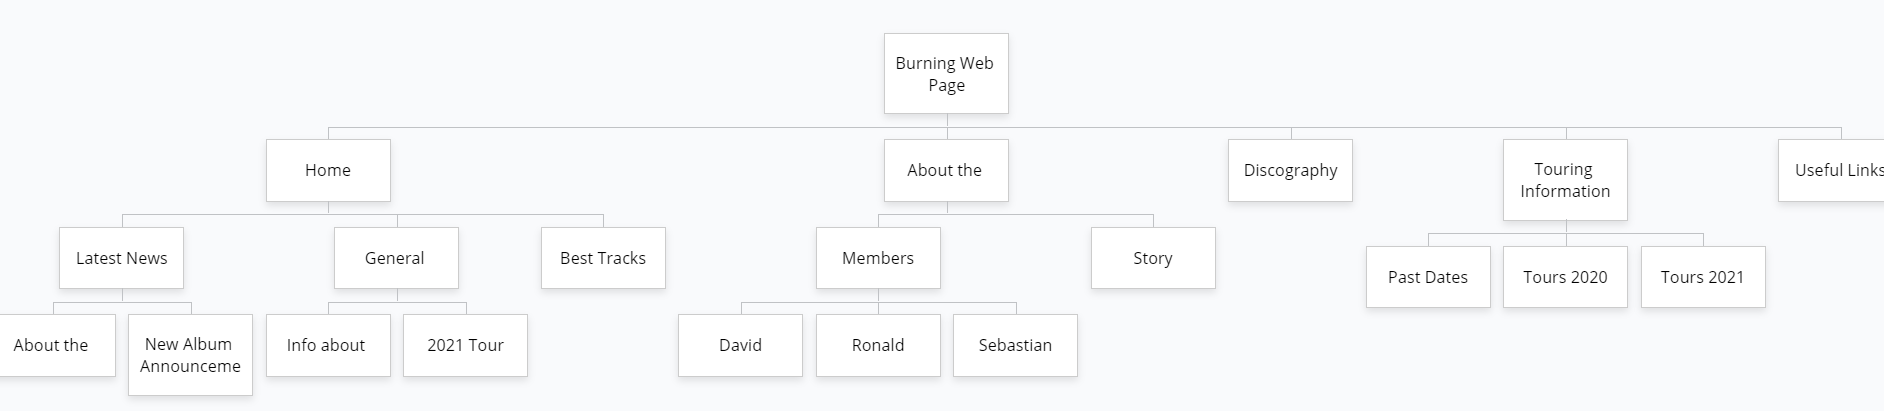 Burning Web
Page
Home
About the
Discography
Touring
Information
Useful Links
Latest News
General
Best Tracks
Members
Story
Past Dates
Tours 2020
Tours 2021
About the
New Album
Announceme
Info about
2021 Tour
David
Ronald
Sebastian